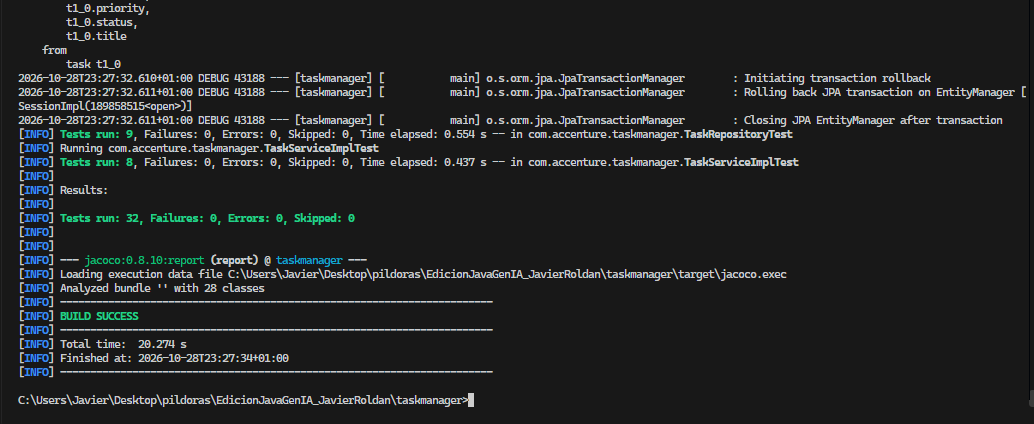 t1_0.priority,
t1_0.status,
t1_0.title
from
task t1_0
2026-10-28T23:27:32.610+01:00 DEBUG 43188 --- [taskmanager] [           main] o.s.orm.jpa.JpaTransactionManager        : Initiating transaction rollback
2026-10-28T23:27:32.611+01:00 DEBUG 43188 --- [taskmanager] [           main] o.s.orm.jpa.JpaTransactionManager        : Rolling back JPA transaction on EntityManager [
SessionImpl(189858515<open>)]
2026-10-28T23:27:32.611+01:00 DEBUG 43188 --- [taskmanager] [           main] o.s.orm.jpa.JpaTransactionManager        : Closing JPA EntityManager after transaction
[INFO] Tests run: 9, Failures: 0, Errors: 0, Skipped: 0, Time elapsed: 0.554 s -- in com.accenture.taskmanager.TaskRepositoryTest
[INFO] Running com.accenture.taskmanager.TaskServiceImplTest
[INFO] Tests run: 8, Failures: 0, Errors: 0, Skipped: 0, Time elapsed: 0.437 s -- in com.accenture.taskmanager.TaskServiceImplTest
[INFO]
[INFO] Results:
[INFO]
[INFO] Tests run: 32, Failures: 0, Errors: 0, Skipped: 0
[INFO]
[INFO]
[INFO] --- jacoco:0.8.10:report (report) @ taskmanager ---
[INFO] Loading execution data file C:\Users\Javier\Desktop\pildoras\EdicionJavaGenIA_JavierRoldan\taskmanager\target\jacoco.exec
[INFO] Analyzed bundle '' with 28 classes
[INFO] ------------------------------------------------------------------------
[INFO] BUILD SUCCESS
[INFO] ------------------------------------------------------------------------
[INFO] Total time:  20.274 s
[INFO] Finished at: 2026-10-28T23:27:34+01:00
[INFO] ------------------------------------------------------------------------
C:\Users\Javier\Desktop\pildoras\EdicionJavaGenIA_JavierRoldan\taskmanager>